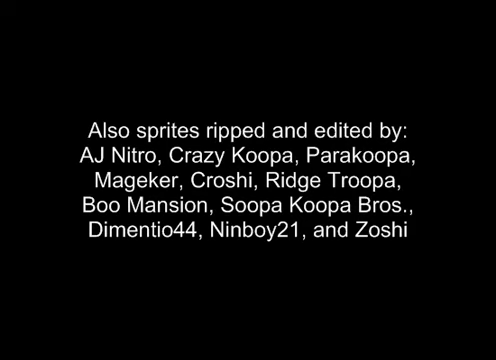 Also sprites ripped and edited by:
AJ Nitro, Crazy Koopa, Parakoopa,
Mageker, Croshi, Ridge Troopa,
Boo Mansion, Soopa Koopa Bros.,
Dimentio44, Ninboy21, and Zoshi